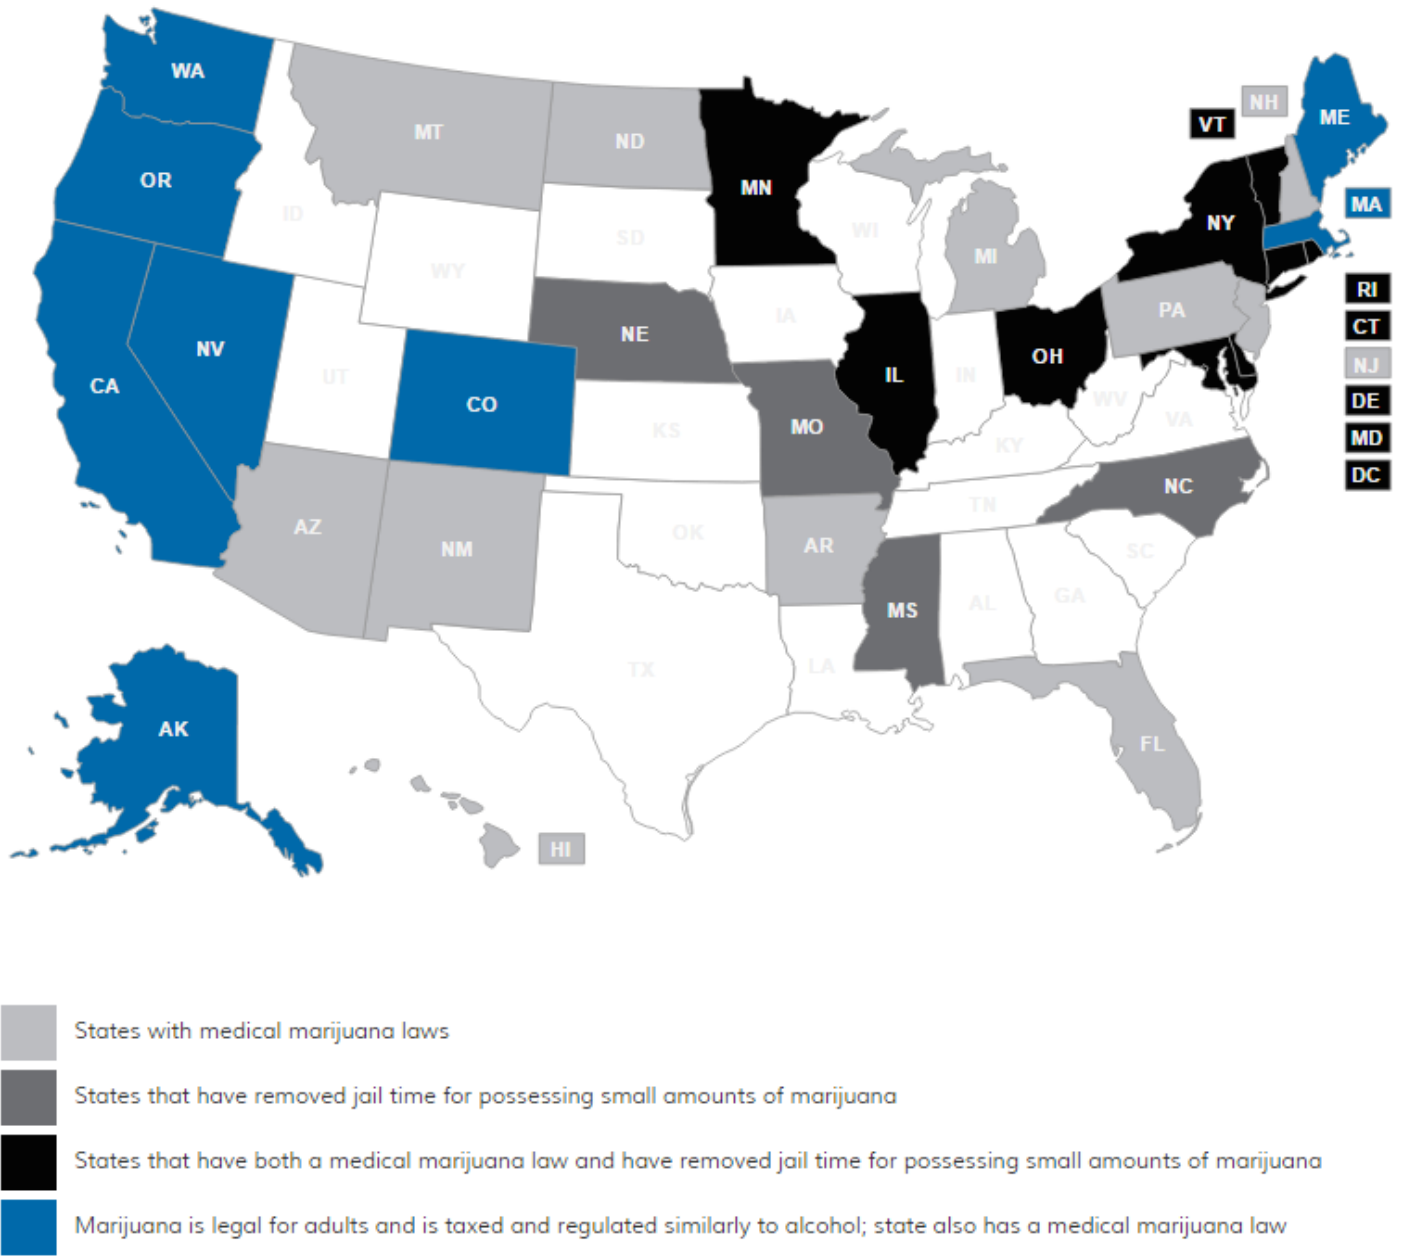 WA
NH
VT
ME
MT
ND
OR
MN
MA
ID
NY
SD
WI
WY
MI
RI
PA
IA
CT
NE
NV
OH
NJ
UT
IN
IL
CA
CO
WV
DE
VA
MO
KS
MD
KY
DC
NC
TN
AZ
OK
AR
NM
SC
GA
AL
MS
LA
TX
AK
FL
HI
States with medical marijuana laws
States that have removed jail time for possessing small amounts of marijuana
States that have both a medical marijuana law and have removed jail time for possessing small amounts of marijuana
Marijuana is legal for adults and is taxed and regulated similarly to alcohol; state also has a medical marijuana law